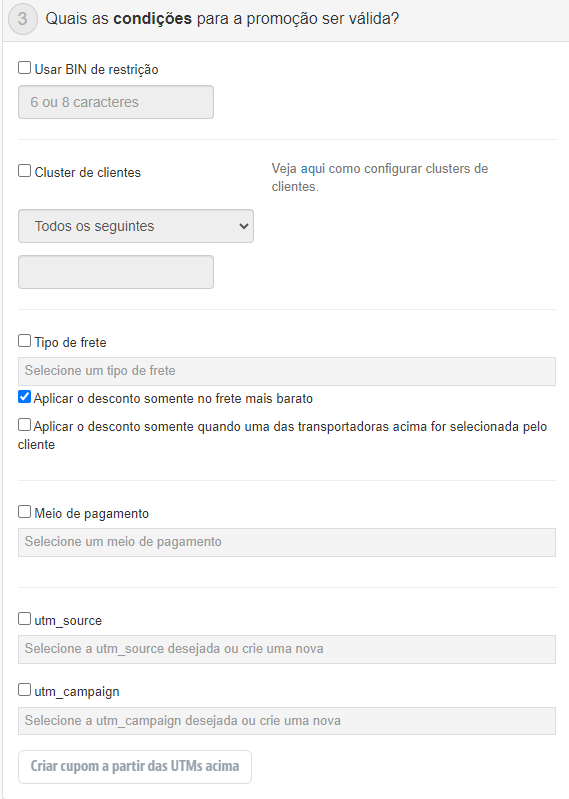 3 Quais as condições para a promoção ser válida?
Usar BIN de restrição
6 ou 8 caracteres
Cluster de clientes
Veja aqui como configurar clusters de
clientes.
Todos os seguintes
Tipo de frete
Selecione um tipo de frete
Aplicar o desconto somente no frete mais barato
Aplicar o desconto somente quando uma das transportadoras acima for selecionada pelo
cliente
Meio de pagamento
Selecione um meio de pagamento
utm_source
Selecione a utm_source desejada ou crie uma nova
utm_campaign
Selecione a utm_campaign desejada ou crie uma nova
Criar cupom a partir das UTMs acima